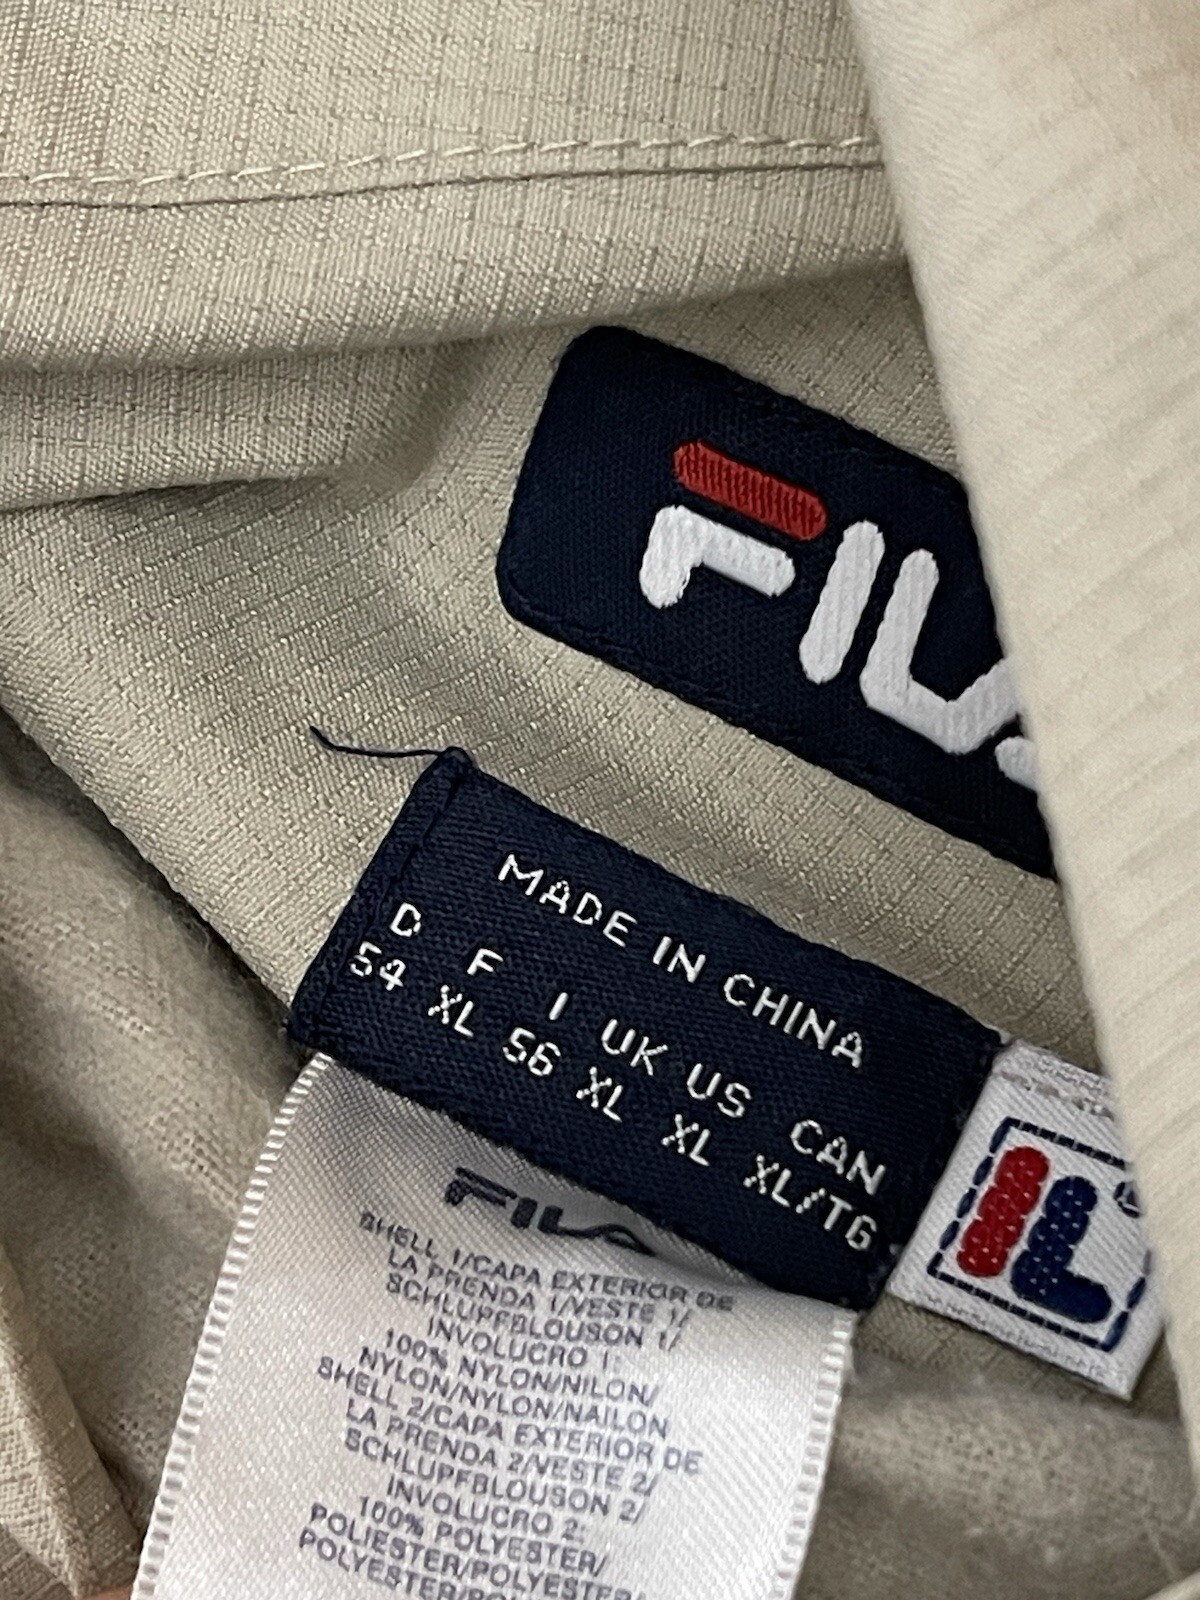 FILA
MADE IN CHINA
D F I UK US CAN
54 XL 56 XL XL XL/TG
FILA
SHELL 1/CAPA EXTERIOR DE
LA PRENDA 1/VESTE 1/
SCHLUPFBLOUSON 1/
INVOLUCRO 1:
100% NYLON/NILON/
NYLON/NYLON/NAILON
SHELL 2/CAPA EXTERIOR DE
LA PRENDA 2/VESTE 2/
SCHLUPFBLOUSON 2/
INVOLUCRO 2:
100% POLYESTER/
POLIESTER/POLYESTER/